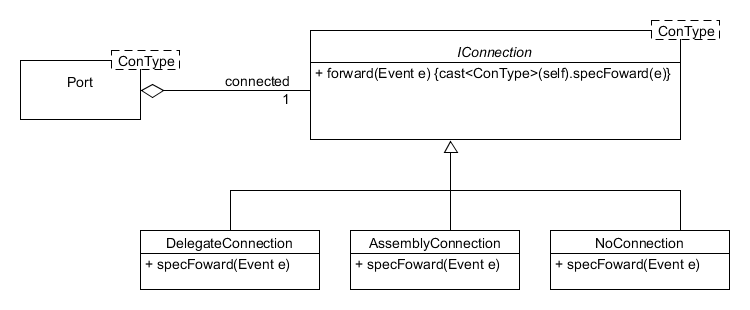 ConType
IConnection
ConType
Port
+ forward(Event e) {cast<ConType>(self).specFoward(e)}
connected
1
DelegateConnection
+ specFoward(Event e)
AssemblyConnection
+ specFoward(Event e)
NoConnection
+ specFoward(Event e)